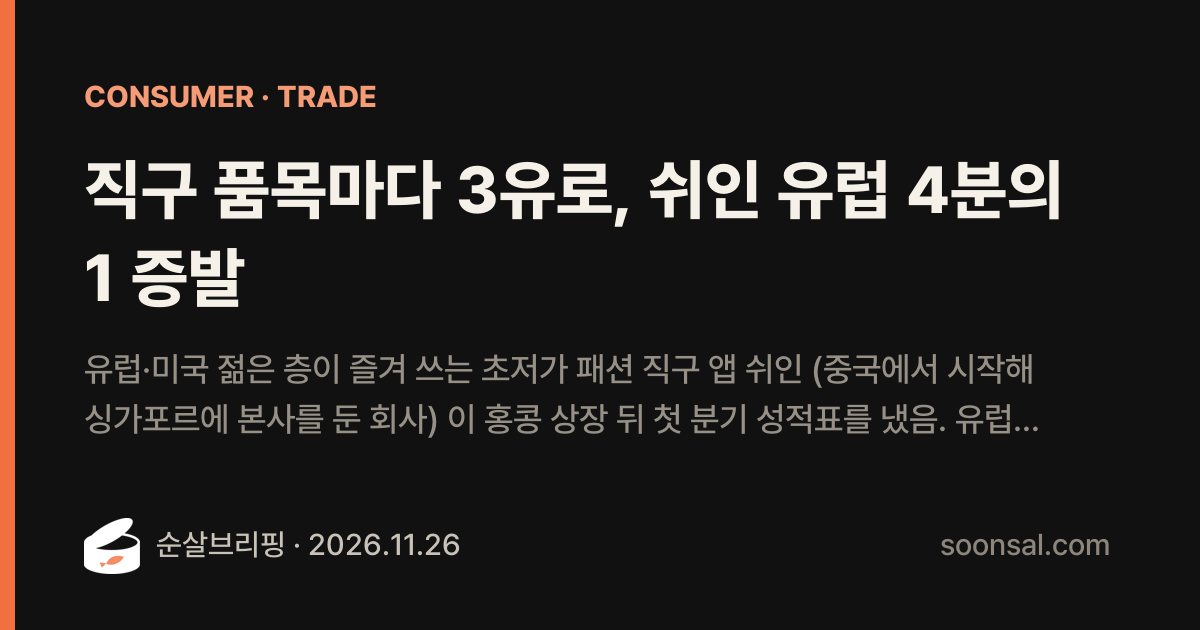 CONSUMER · TRADE
직구 품목마다 3유로, 쉬인 유럽 4분의
1 증발
유럽·미국 젊은 층이 즐겨 쓰는 초저가 패션 직구 앱 쉬인 (중국에서 시작해
싱가포르에 본사를 둔 회사) 이 홍콩 상장 뒤 첫 분기 성적표를 냈음. 유럽...
순살브리핑 · 2026.11.26
soonsal.com